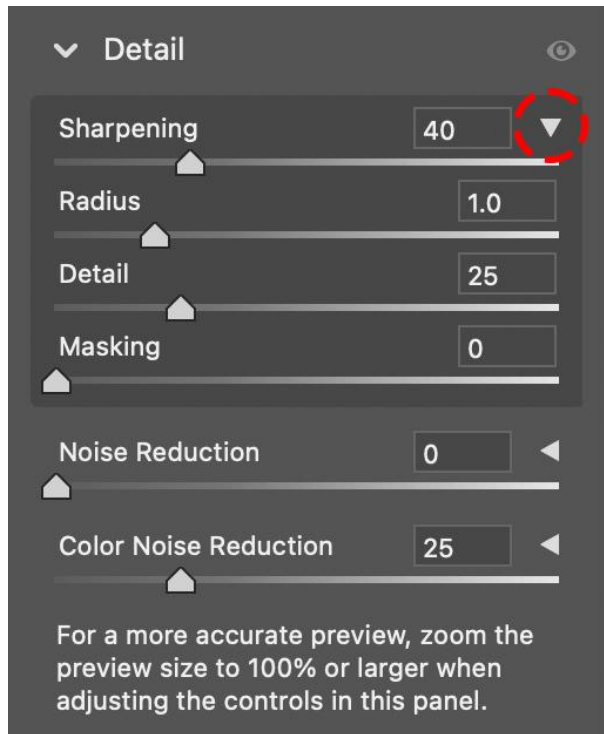 Detail
Sharpening 40
Radius 1.0
Detail 25
Masking 0
Noise Reduction 0
Color Noise Reduction 25
For a more accurate preview, zoom the
preview size to 100% or larger when
adjusting the controls in this panel.